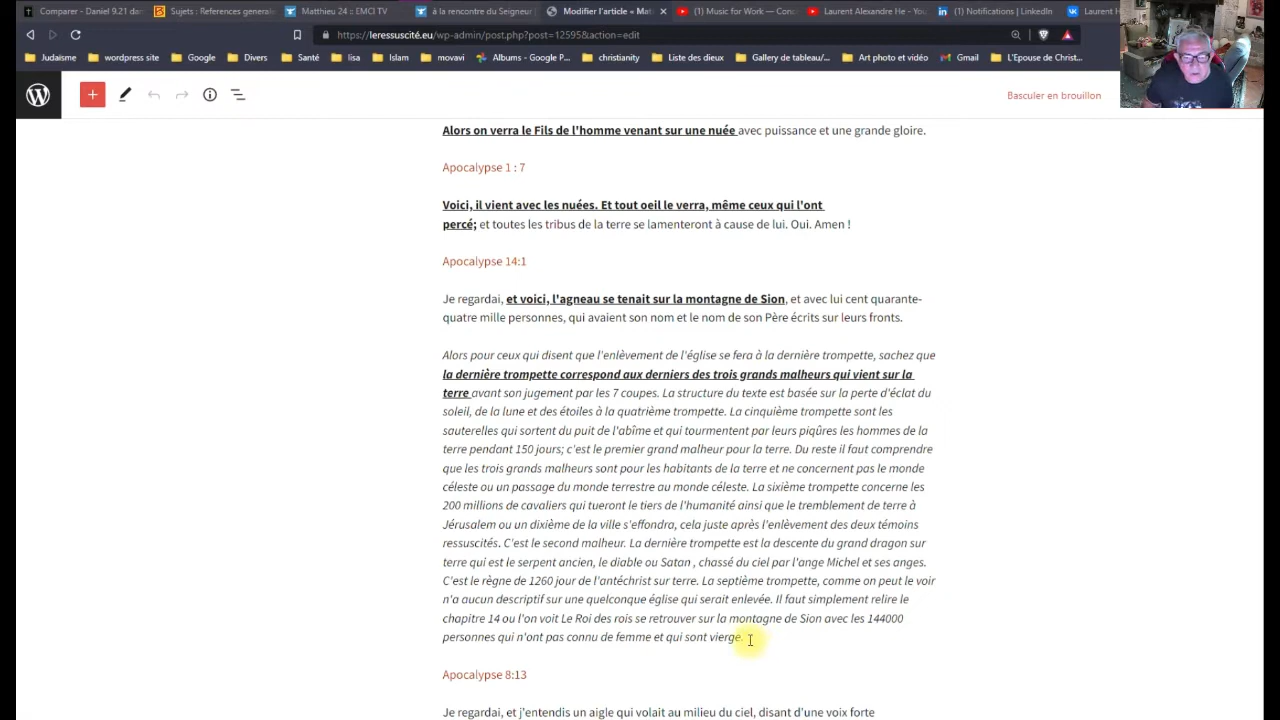 Comparer - Daniel 9.21 dan
Sujets : References generale
Matthieu 24 :: EMCI TV
à la rencontre du Seigneur
Modifier l'article « Mat
(1) Music for Work — Con
Laurent Alexandre He - You
(1) Notifications | LinkedIn
Laurent H
https://leressuscité.eu/wp-admin/post.php?post=12595&action=edit
Judaïsme
wordpress site
Google
Divers
Santé
lisa
Islam
movavi
Albums - Google P...
christianity
Liste des dieux
Gallery de tableau/...
Art photo et vidéo
Gmail
L'Epouse de Christ...
Basculer en brouillon
Alors on verra le Fils de l'homme venant sur une nuée avec puissance et une grande gloire.
Apocalypse 1 : 7
Voici, il vient avec les nuées. Et tout oeil le verra, même ceux qui l'ont
percé; et toutes les tribus de la terre se lamenteront à cause de lui. Oui. Amen !
Apocalypse 14:1
Je regardai, et voici, l'agneau se tenait sur la montagne de Sion, et avec lui cent quarante-
quatre mille personnes, qui avaient son nom et le nom de son Père écrits sur leurs fronts.
Alors pour ceux qui disent que l'enlèvement de l'église se fera à la dernière trompette, sachez que
la dernière trompette correspond aux derniers des trois grands malheurs qui vient sur la
terre avant son jugement par les 7 coupes. La structure du texte est basée sur la perte d'éclat du
soleil, de la lune et des étoiles à la quatrième trompette. La cinquième trompette sont les
sauterelles qui sortent du puit de l'abîme et qui tourmentent par leurs piqûres les hommes de la
terre pendant 150 jours; c'est le premier grand malheur pour la terre. Du reste il faut comprendre
que les trois grands malheurs sont pour les habitants de la terre et ne concernent pas le monde
céleste ou un passage du monde terrestre au monde céleste. La sixième trompette concerne les
200 millions de cavaliers qui tueront le tiers de l'humanité ainsi que le tremblement de terre à
Jérusalem ou un dixième de la ville s'effondra, cela juste après l'enlèvement des deux témoins
ressuscités. C'est le second malheur. La dernière trompette est la descente du grand dragon sur
terre qui est le serpent ancien, le diable ou Satan , chassé du ciel par l'ange Michel et ses anges.
C'est le règne de 1260 jour de l'antéchrist sur terre. La septième trompette, comme on peut le voir
n'a aucun descriptif sur une quelconque église qui serait enlevée. Il faut simplement relire le
chapitre 14 ou l'on voit Le Roi des rois se retrouver sur la montagne de Sion avec les 144000
personnes qui n'ont pas connu de femme et qui sont vierge.
Apocalypse 8:13
Je regardai, et j'entendis un aigle qui volait au milieu du ciel, disant d'une voix forte